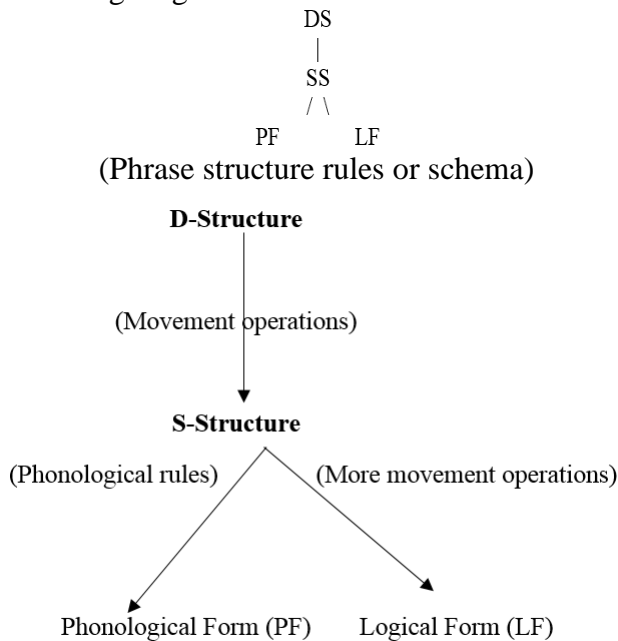 DS
|
SS
/ \
PF LF
(Phrase structure rules or schema)
D-Structure
(Movement operations)
S-Structure
(Phonological rules) (More movement operations)
Phonological Form (PF) Logical Form (LF)